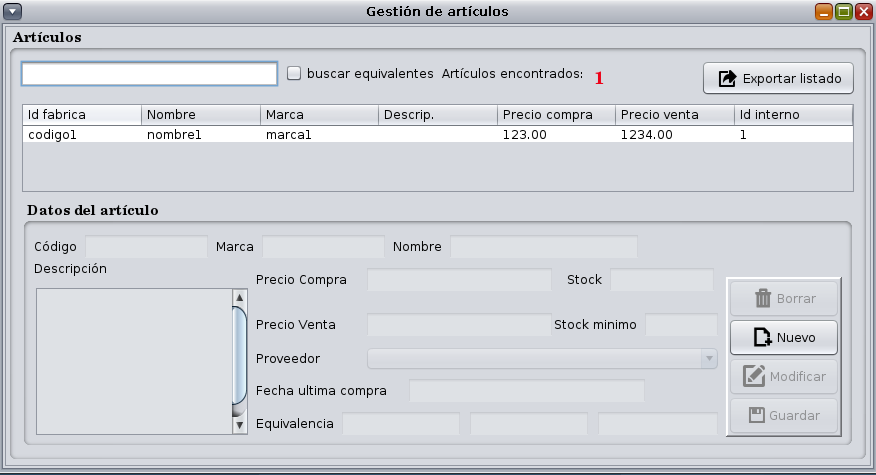 Gestión de artículos
Artículos
buscar equivalentes Artículos encontrados: 1
Exportar listado
Id fabrica Nombre Marca Descrip. Precio compra Precio venta Id interno
codigo1 nombre1 marca1 123.00 1234.00 1
Datos del artículo
Código Marca Nombre
Descripción
Precio Compra Stock
Precio Venta Stock minimo
Proveedor
Fecha ultima compra
Equivalencia
Borrar
Nuevo
Modificar
Guardar